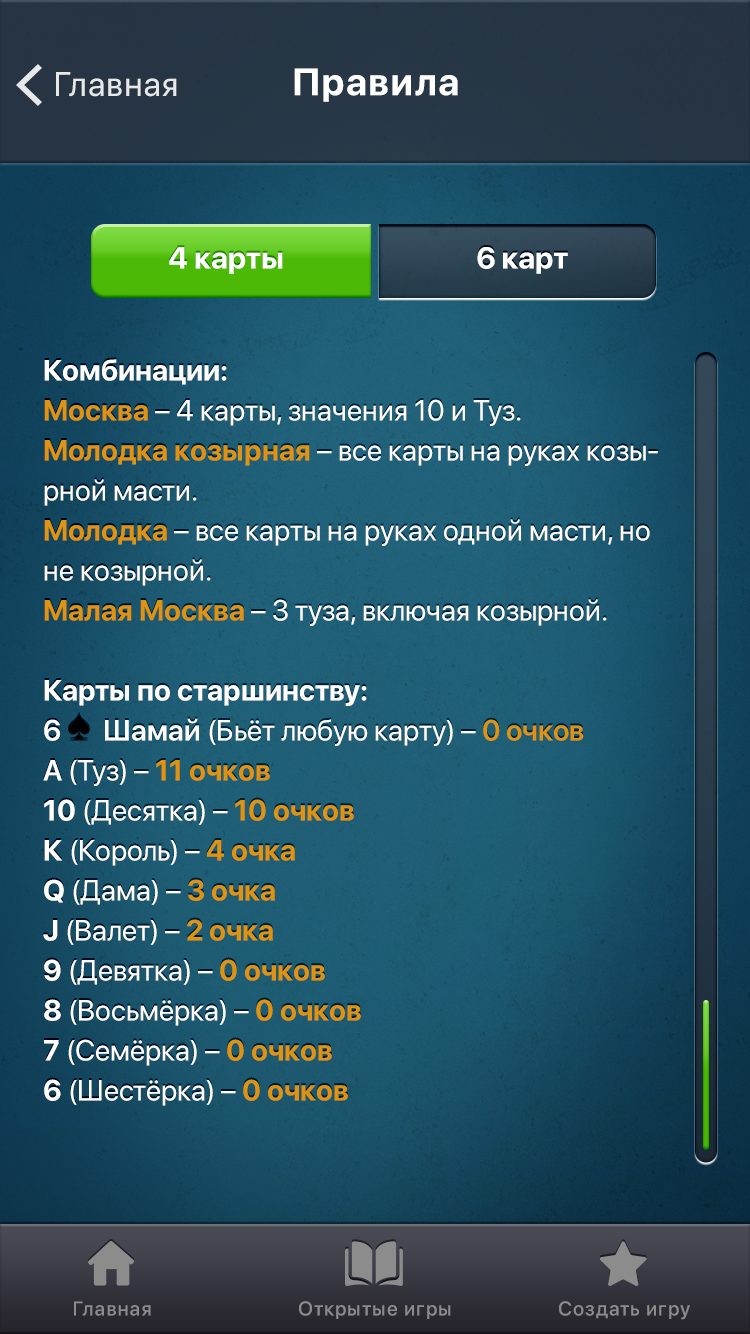 Главная
Правила
4 карты
6 карт
Комбинации:
Москва – 4 карты, значения 10 и Туз.
Молодка козырная – все карты на руках козы-
рной масти.
Молодка – все карты на руках одной масти, но
не козырной.
Малая Москва – 3 туза, включая козырной.
Карты по старшинству:
6♠ Шамай (Бьёт любую карту) – 0 очков
A (Туз) – 11 очков
10 (Десятка) – 10 очков
K (Король) – 4 очка
Q (Дама) – 3 очка
J (Валет) – 2 очка
9 (Девятка) – 0 очков
8 (Восьмёрка) – 0 очков
7 (Семёрка) – 0 очков
6 (Шестёрка) – 0 очков
Главная
Открытые игры
Создать игру